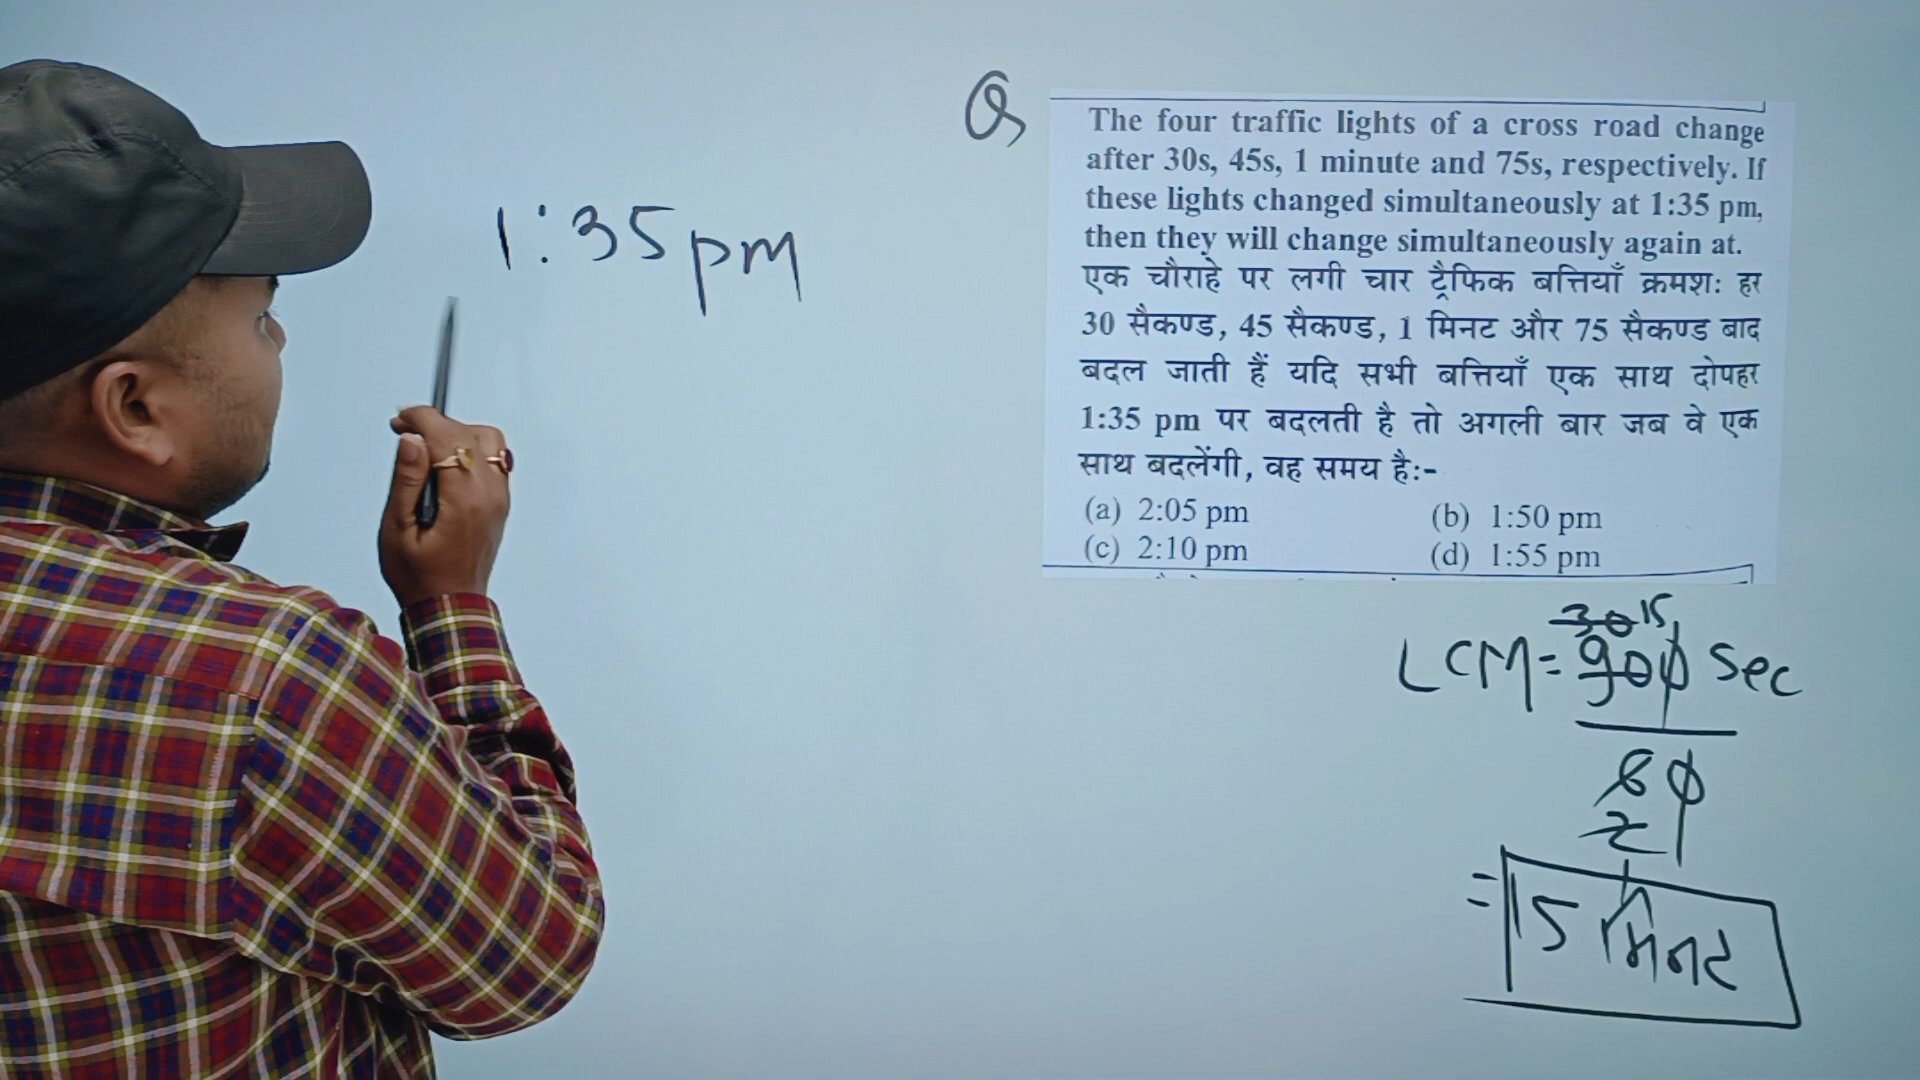 1:35pm
Q
The four traffic lights of a cross road change
after 30s, 45s, 1 minute and 75s, respectively. If
these lights changed simultaneously at 1:35 pm,
then they will change simultaneously again at.
एक चौराहे पर लगी चार ट्रैफिक बत्तियाँ क्रमशः हर
30 सैकण्ड, 45 सैकण्ड, 1 मिनट और 75 सैकण्ड बाद
बदल जाती हैं यदि सभी बत्तियाँ एक साथ दोपहर
1:35 pm पर बदलती है तो अगली बार जब वे एक
साथ बदलेंगी, वह समय है:-
(a) 2:05 pm (b) 1:50 pm
(c) 2:10 pm (d) 1:55 pm
30 15
LCM= 900 Sec
60
2
= 15 मिनट